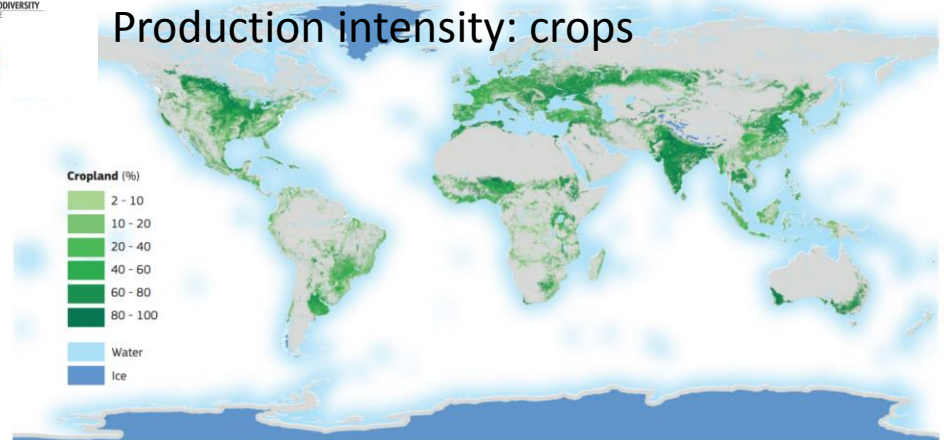 ODIVERSITY
Production intensity: crops
Cropland (%)
2 - 10
10 - 20
20 - 40
40 - 60
60 - 80
80 - 100
Water
Ice